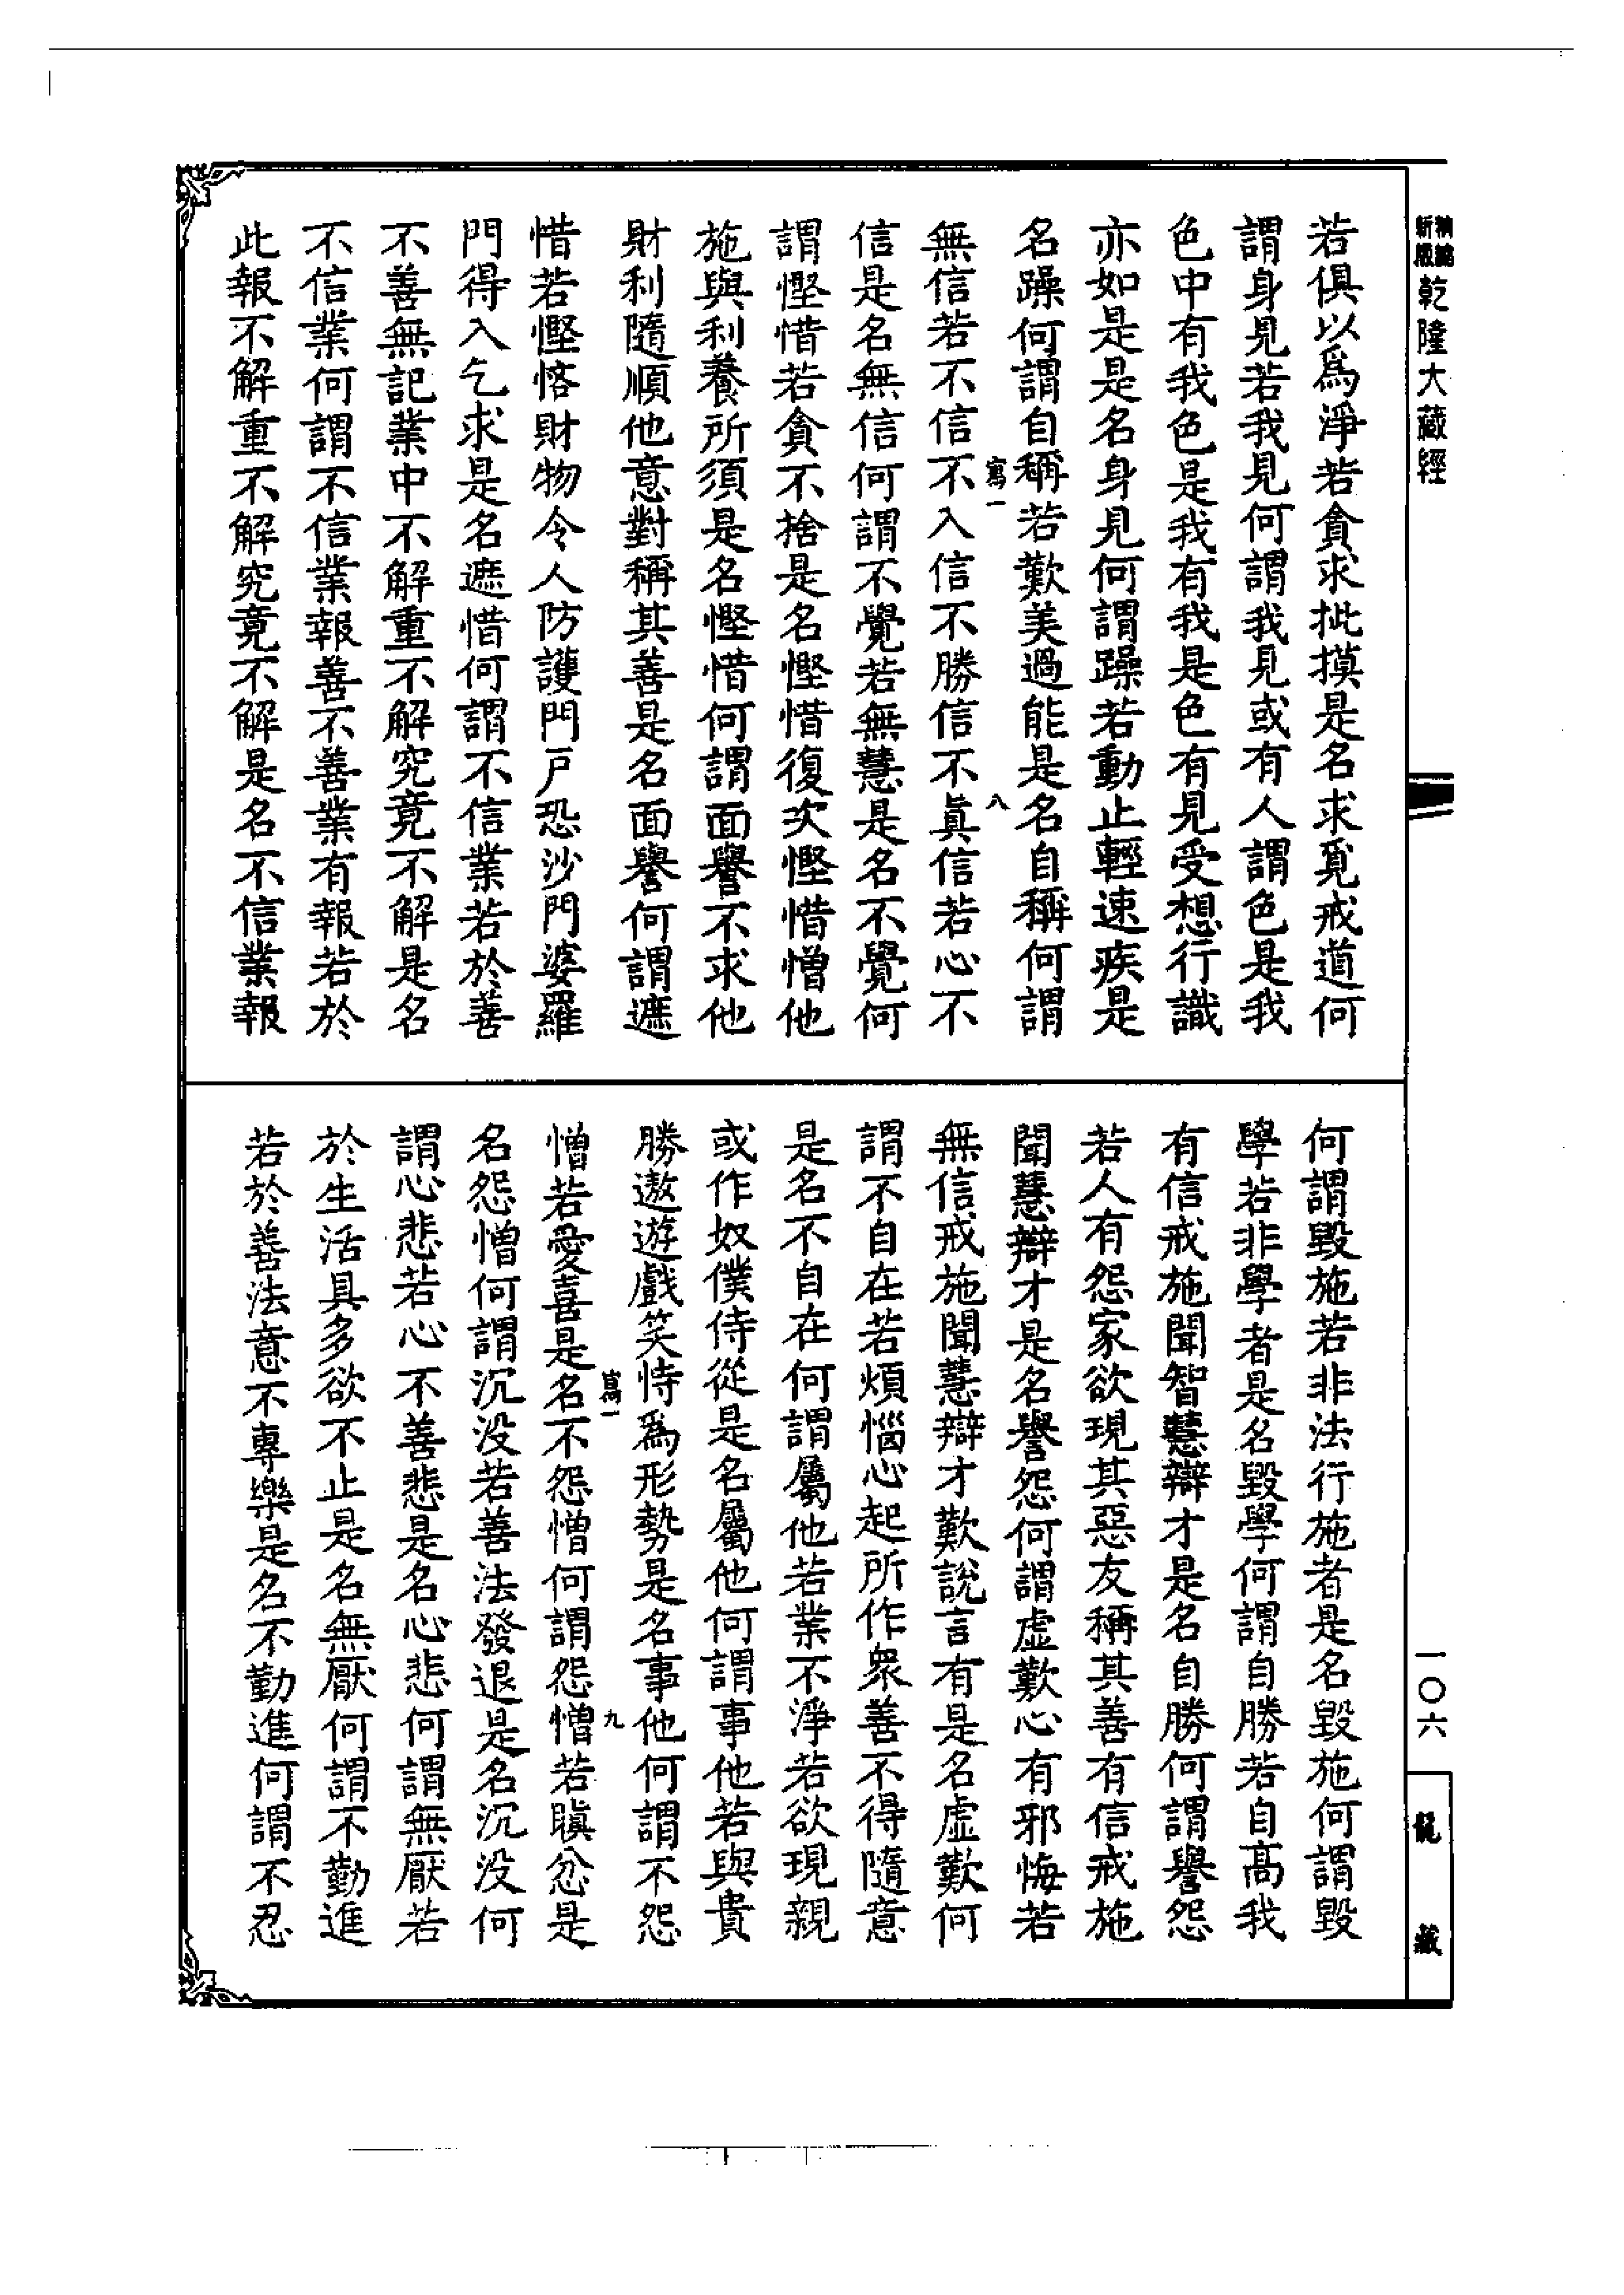 乾隆大藏經
若俱以爲淨若貪求扯摸是名求覓戒道何
謂身見若我見何謂我見或有人謂色是我
色中有我色是我有我是色有見受想行識
亦如是是名身見何謂躁若動止輕速疾是
名躁何謂自稱若歎美過能是名自稱何謂
寫一 八
無信若不信不入信不勝信不真信若心不
信是名無信何謂不覺若無慧是名不覺何
謂慳惜若貪不捨是名慳惜復次慳惜憎他
施與利養所須是名慳惜何謂面譽不求他
財利隨順他意對稱其善是名面譽何謂遮
惜若慳悋財物令人防護門戶恐沙門婆羅
門得入乞求是名遮惜何謂不信業若於善
不善無記業中不解重不解究竟不解是名
不信業何謂不信業報善不善業有報若於
此報不解重不解究竟不解是名不信業報
何謂毀施若非法行施者是名毀施何謂毀
學若非學者是名毀學何謂自勝若自高我
有信戒施聞智慧辯才是名自勝何謂譽怨
若人有怨家欲現其惡友稱其善有信戒施
聞慧辯才是名譽怨何謂虛歎心有邪悔若
無信戒施聞慧辯才歎說言有是名虛歎何
謂不自在若煩惱心起所作衆善不得隨意
是名不自在何謂屬他若業不淨若欲現親
或作奴僕侍從是名屬他何謂事他若與貴
勝遨遊戲笑恃爲形勢是名事他何謂不怨
寫一 九
憎若愛喜是名不怨憎何謂怨憎若瞋忿是
名怨憎何謂沉没若善法發退是名沉没何
謂心悲若心不善悲是名心悲何謂無厭若
於生活具多欲不止是名無厭何謂不勤進
若於善法意不專樂是名不勤進何謂不忍
一〇六
龍藏